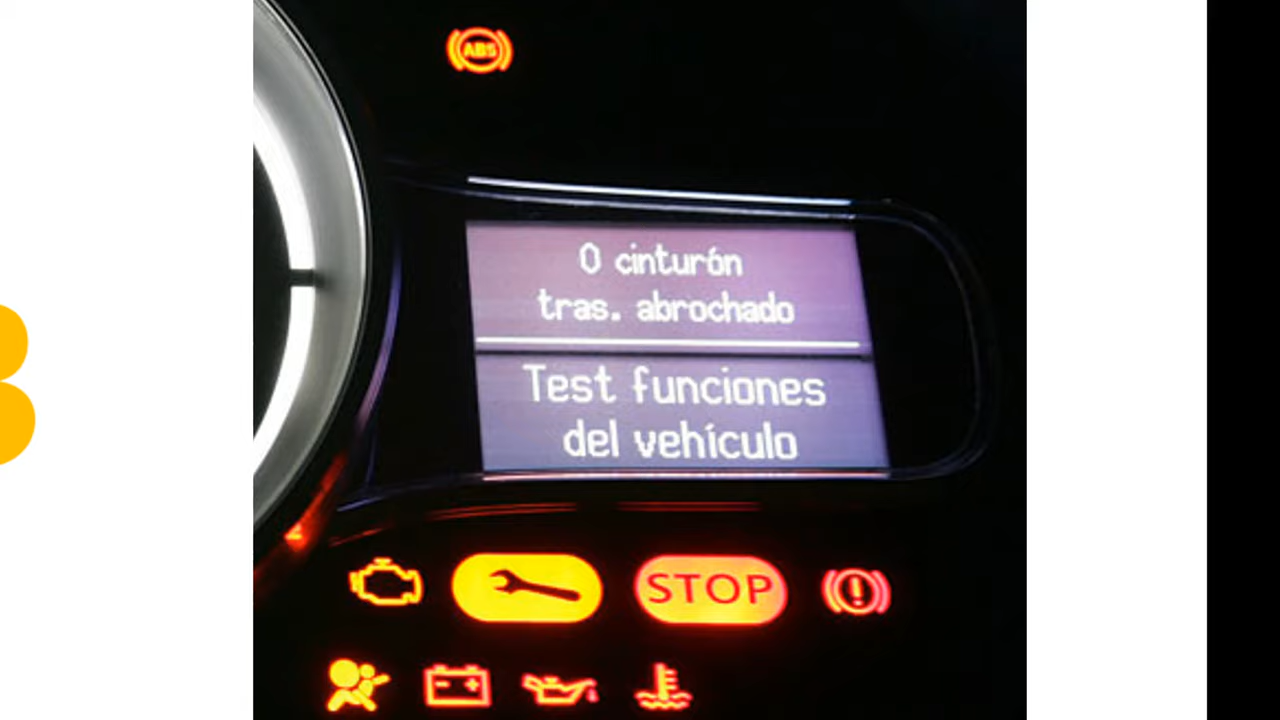 ABS
0 cinturón
tras. abrochado
Test funciones
del vehículo
STOP